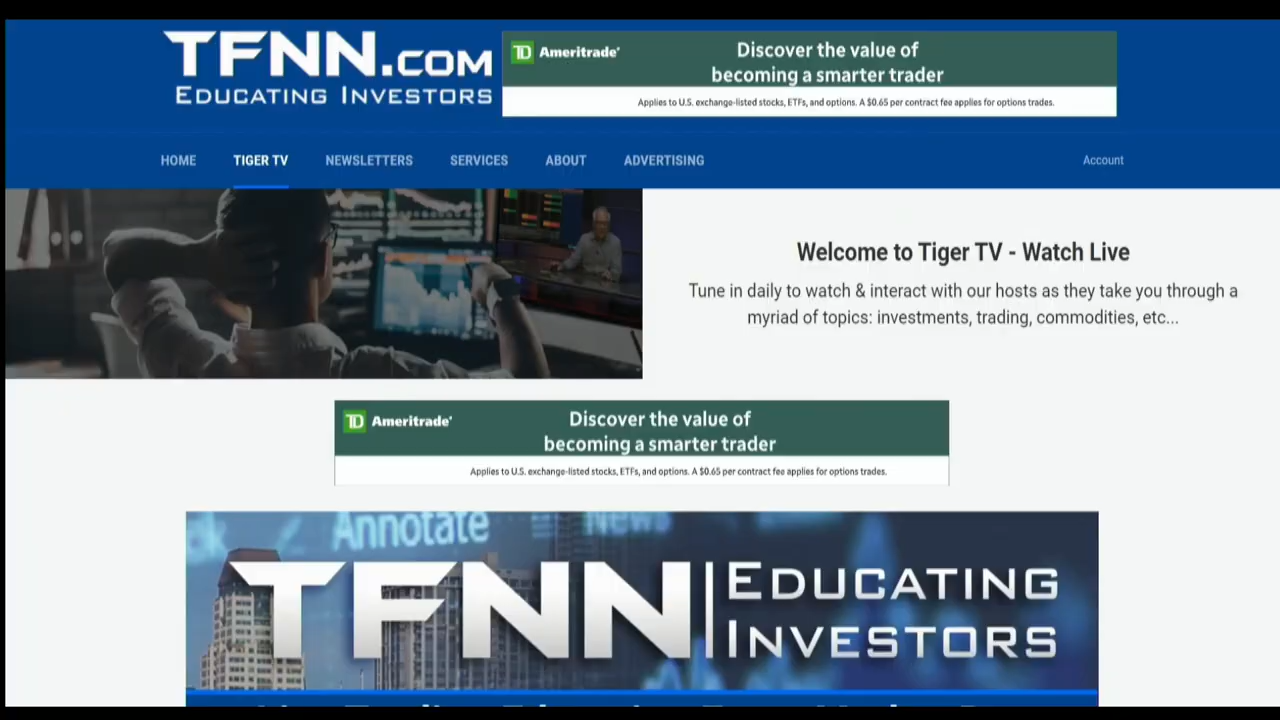 TFNN.COM
EDUCATING INVESTORS
TD Ameritrade
Discover the value of
becoming a smarter trader
Applies to U.S. exchange-listed stocks, ETFs, and options. A $0.65 per contract fee applies for options trades.
HOME TIGER TV NEWSLETTERS SERVICES ABOUT ADVERTISING Account
Welcome to Tiger TV - Watch Live
Tune in daily to watch & interact with our hosts as they take you through a
myriad of topics: investments, trading, commodities, etc...
TD Ameritrade
Discover the value of
becoming a smarter trader
Applies to U.S. exchange-listed stocks, ETFs, and options. A $0.65 per contract fee applies for options trades.
Annotate News
TFNN
EDUCATING
INVESTORS